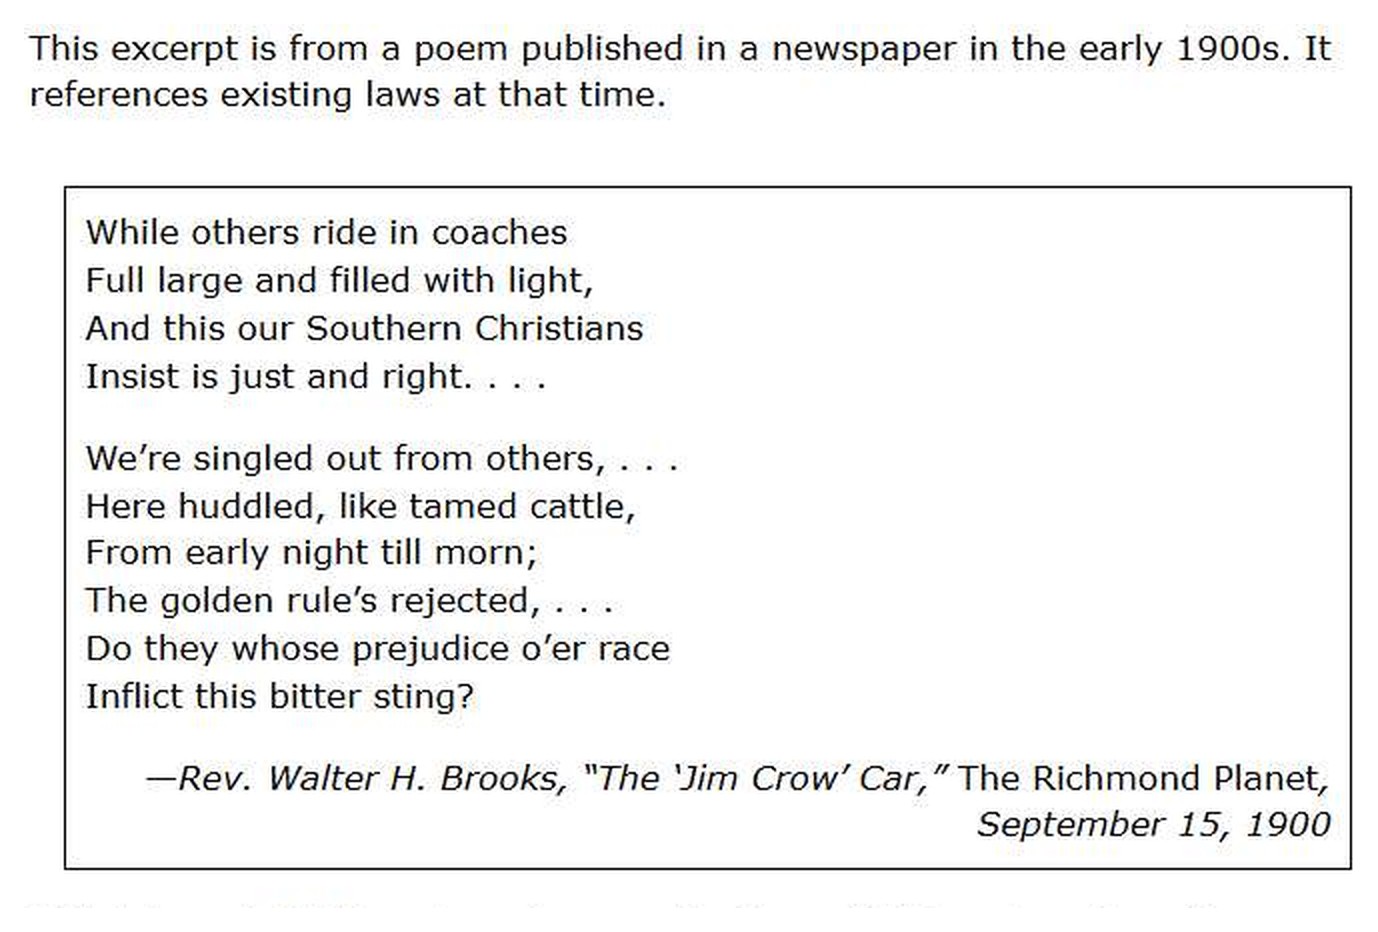 This excerpt is from a poem published in a newspaper in the early 1900s. It
references existing laws at that time.
While others ride in coaches
Full large and filled with light,
And this our Southern Christians
Insist is just and right. . . .
We’re singled out from others, . . .
Here huddled, like tamed cattle,
From early night till morn;
The golden rule’s rejected, . . .
Do they whose prejudice o’er race
Inflict this bitter sting?
—Rev. Walter H. Brooks, “The ‘Jim Crow’ Car,” The Richmond Planet,
September 15, 1900